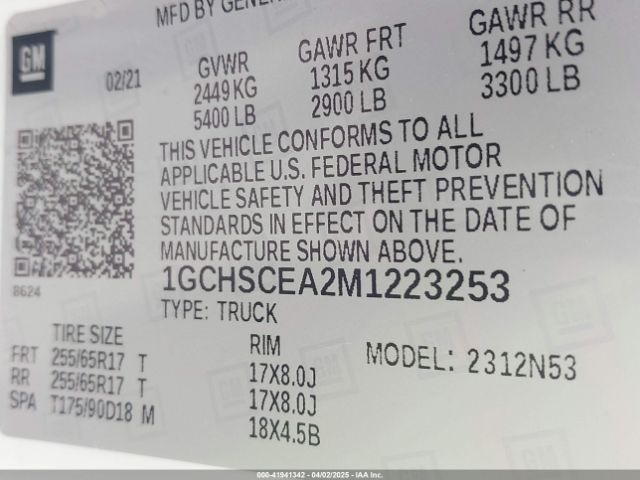 MFD BY
GM
02/21
GVWR GAWR FRT GAWR RR
2449 KG 1315 KG 1497 KG
5400 LB 2900 LB 3300 LB
THIS VEHICLE CONFORMS TO ALL
APPLICABLE U.S. FEDERAL MOTOR
VEHICLE SAFETY AND THEFT PREVENTION
STANDARDS IN EFFECT ON THE DATE OF
MANUFACTURE SHOWN ABOVE.
8624
1GCHSCEA2M1223253
TYPE: TRUCK
TIRE SIZE RIM MODEL: 2312N53
FRT 255/65R17 T 17X8.0J
RR 255/65R17 T 17X8.0J
SPA T175/90D18 M 18X4.5B
000-41941342 - 04/02/2025 - IAA Inc.